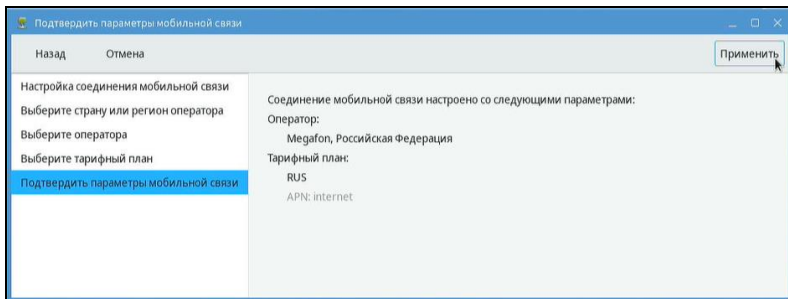 Подтвердить параметры мобильной связи
Назад Отмена Применить
Настройка соединения мобильной связи
Выберите страну или регион оператора
Выберите оператора
Выберите тарифный план
Подтвердить параметры мобильной связи
Соединение мобильной связи настроено со следующими параметрами:
Оператор:
Megafon, Российская Федерация
Тарифный план:
RUS
APN: internet